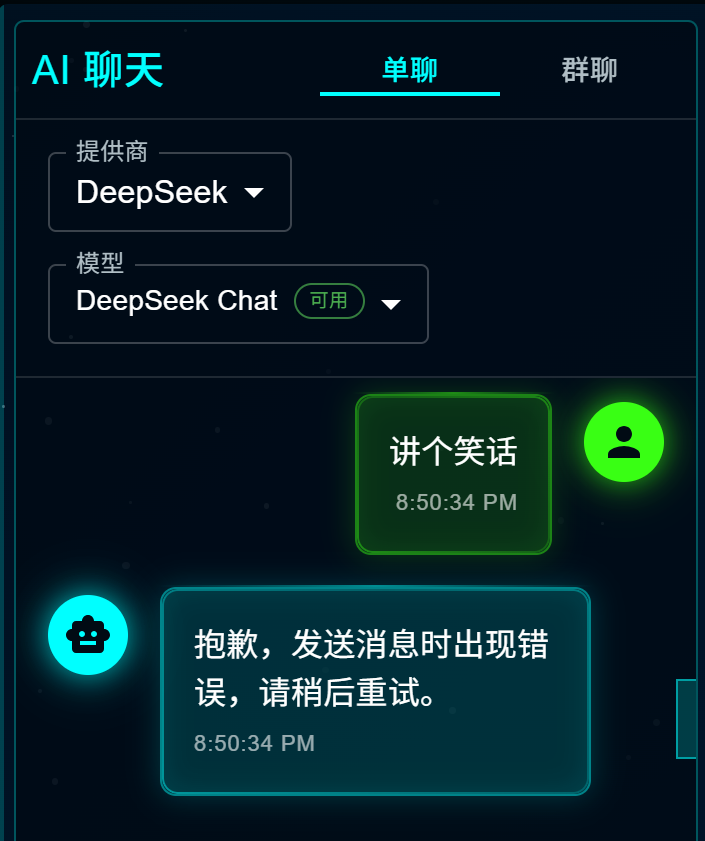 AI 聊天
单聊
群聊
提供商
DeepSeek
模型
DeepSeek Chat 可用
讲个笑话
8:50:34 PM
抱歉，发送消息时出现错
误，请稍后重试。
8:50:34 PM